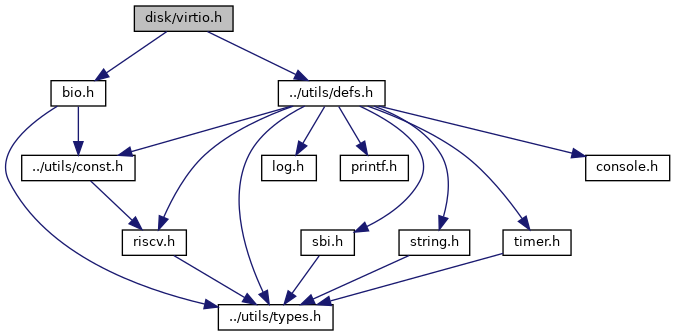 disk/virtio.h
bio.h
../utils/defs.h
../utils/const.h
log.h
printf.h
console.h
riscv.h
sbi.h
string.h
timer.h
../utils/types.h